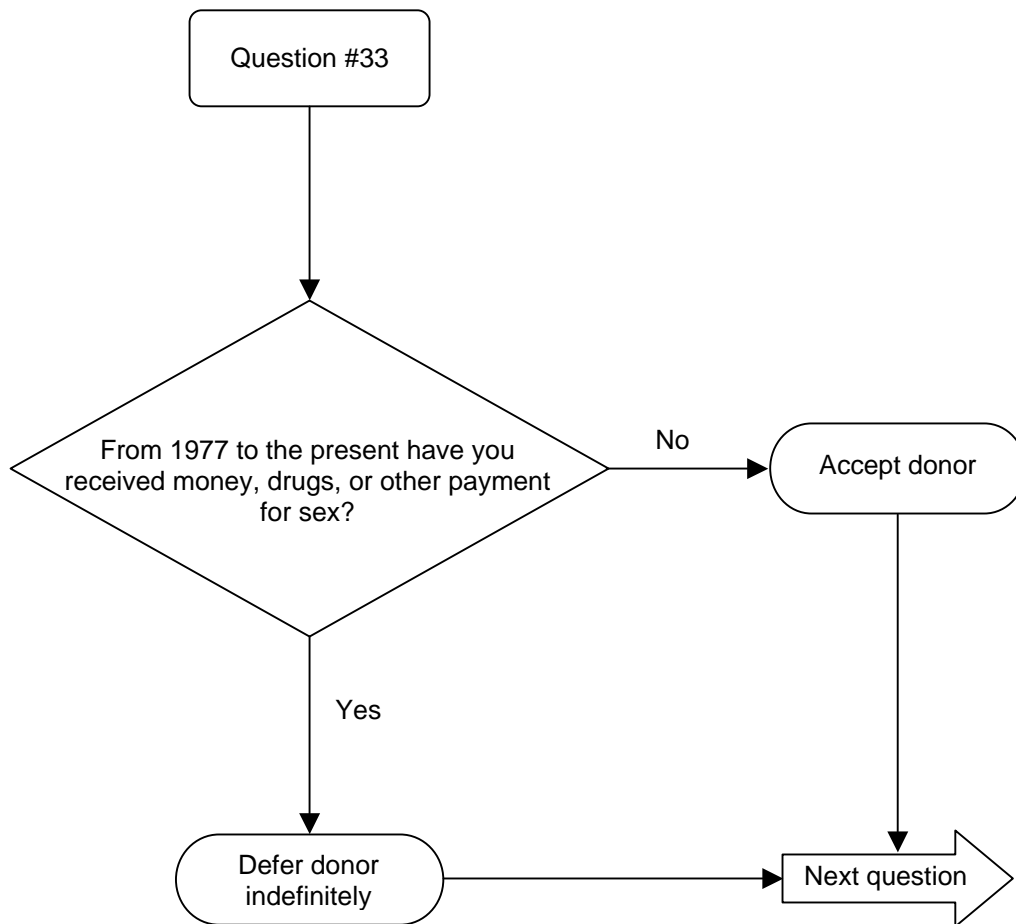 Question #33
From 1977 to the present have you
received money, drugs, or other payment
for sex?
No
Accept donor
Yes
Defer donor
indefinitely
Next question